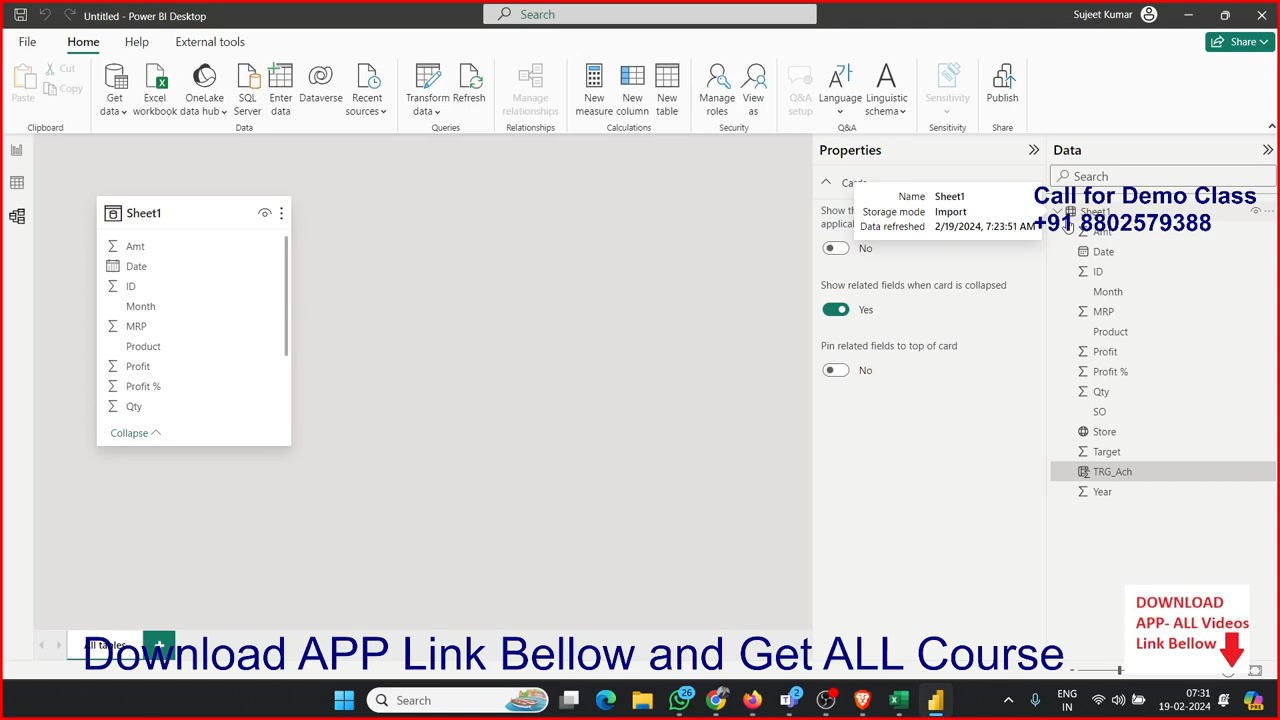 Untitled - Power BI Desktop
Search
Sujeet Kumar
File
Home
Help
External tools
Share
Paste
Cut
Copy
Get data
Excel workbook
OneLake data hub
SQL Server
Enter data
Dataverse
Recent sources
Transform data
Refresh
Manage relationships
New measure
New column
New table
Manage roles
View as
Q&A setup
Language
Linguistic schema
Sensitivity
Publish
Clipboard
Data
Queries
Relationships
Calculations
Security
Q&A
Sensitivity
Share
Sheet1
Amt
Date
ID
Month
MRP
Product
Profit
Profit %
Qty
Collapse
Properties
Name Sheet1
Storage mode Import
Data refreshed 2/19/2024, 7:23:51 AM
No
Show related fields when card is collapsed
Yes
Pin related fields to top of card
No
Data
Search
Call for Demo Class
+91 8802579388
Sheet1
Amt
Date
ID
Month
MRP
Product
Profit
Profit %
Qty
SO
Store
Target
TRG_Ach
Year
DOWNLOAD
APP- ALL Videos
Link Bellow
All tables
Download APP Link Bellow and Get ALL Course
Search
26
2
ENG
IN
07:31
19-02-2024